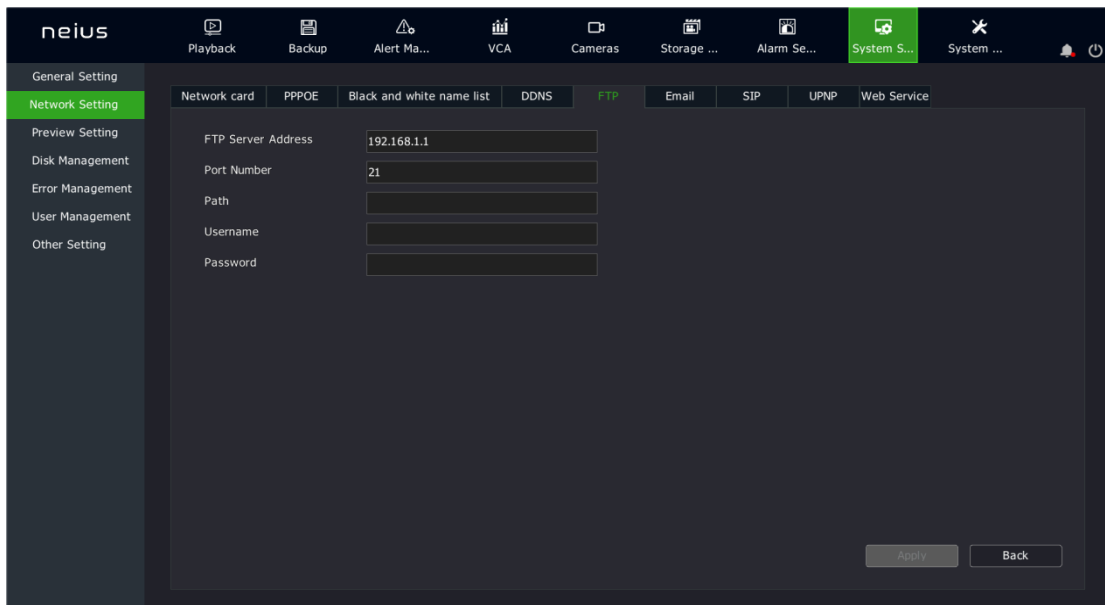 neius
Playback
Backup
Alert Ma...
VCA
Cameras
Storage ...
Alarm Se...
System S...
System ...
General Setting
Network Setting
Preview Setting
Disk Management
Error Management
User Management
Other Setting
Network card
PPPOE
Black and white name list
DDNS
FTP
Email
SIP
UPNP
Web Service
FTP Server Address 192.168.1.1
Port Number 21
Path
Username
Password
Apply
Back